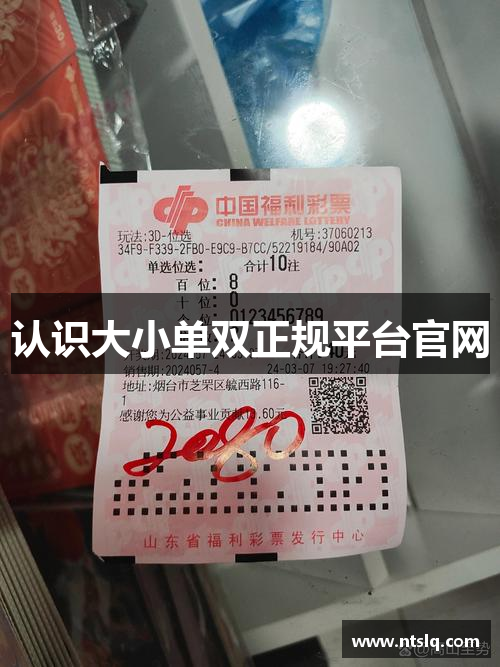 中国福利彩票
CHINA WELFARE LOTTERY
玩法:3D-位选 机号:37060213
34F9-F339-2FB0-E9C9-B7CC/52219184/90A02
单选位选: 合计10注
百 位: 8
十 位: 0
0123456789
认识大小单双正规平台官网
销售期:2024057-4 24-03-07 19:27:40
地址:烟台市芝罘区毓西路116-
1
感谢您为公益事业贡献 .60元
2080
山东省福利彩票发行中心
www.ntslq.com